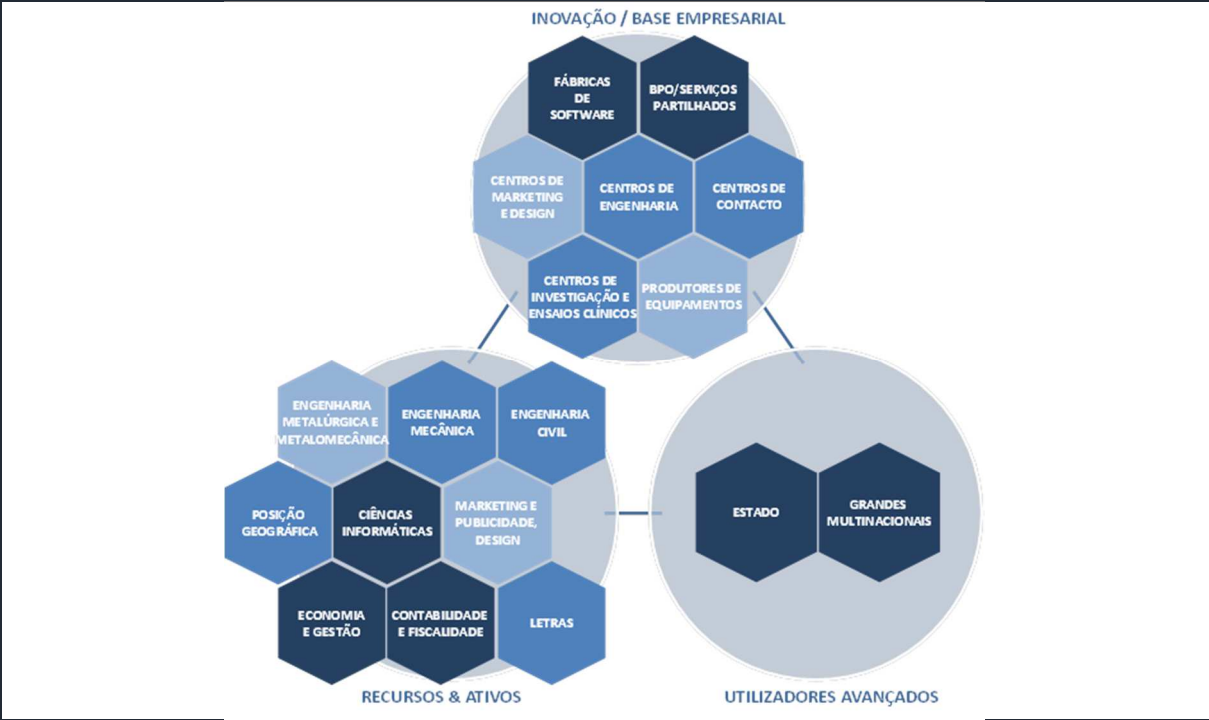 INOVAÇÃO / BASE EMPRESARIAL
FÁBRICAS
DE
SOFTWARE
BPO/SERVIÇOS
PARTILHADOS
CENTROS DE
MARKETING
E DESIGN
CENTROS DE
ENGENHARIA
CENTROS DE
CONTACTO
CENTROS DE
INVESTIGAÇÃO E
ENSAIOS CLÍNICOS
PRODUTORES DE
EQUIPAMENTOS
ENGENHARIA
METALÚRGICA E
METALOMECÂNICA
ENGENHARIA
MECÂNICA
ENGENHARIA
CIVIL
POSIÇÃO
GEOGRÁFICA
CIÊNCIAS
INFORMÁTICAS
MARKETING E
PUBLICIDADE,
DESIGN
ECONOMIA
E GESTÃO
CONTABILIDADE
E FISCALIDADE
LETRAS
RECURSOS & ATIVOS
ESTADO
GRANDES
MULTINACIONAIS
UTILIZADORES AVANÇADOS